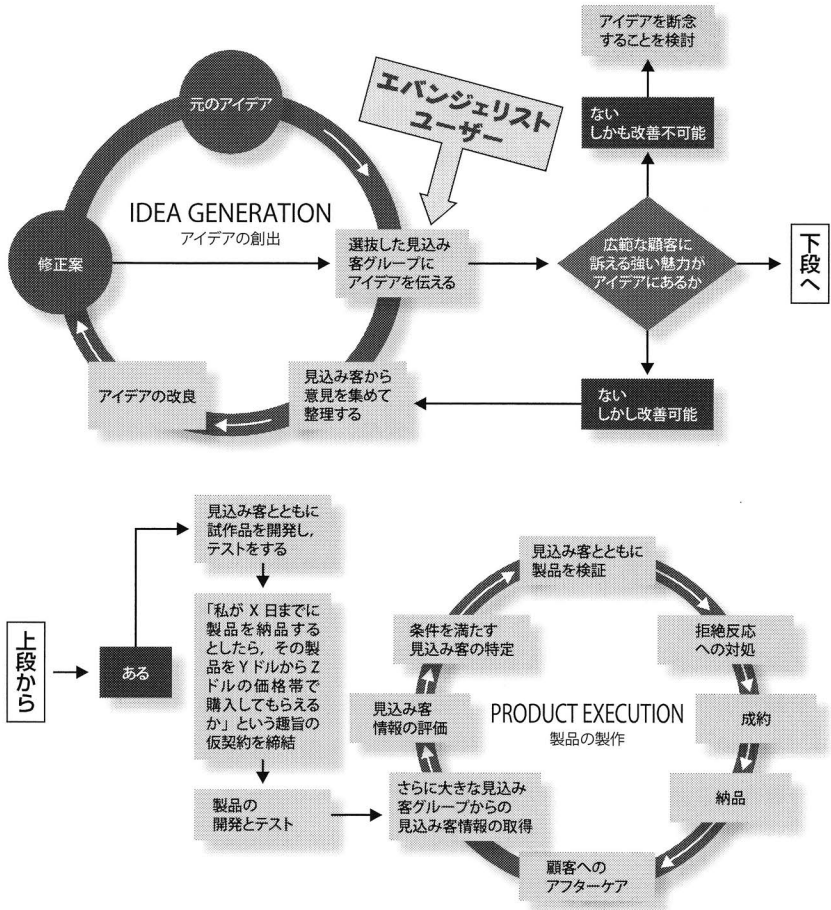 アイデアを断念
することを検討
エバンジェリスト
ユーザー
元のアイデア
ない
しかも改善不可能
IDEA GENERATION
アイデアの創出
修正案
選抜した見込み
客グループに
アイデアを伝える
広範な顧客に
訴える強い魅力が
アイデアにあるか
下段へ
アイデアの改良
見込み客から
意見を集めて
整理する
ない
しかし改善可能
上段から
ある
見込み客とともに
試作品を開発し,
テストをする
「私が X 日までに
製品を納品する
としたら, その製
品を Y ドルから Z
ドルの価格帯で
購入してもらえる
か」という趣旨の
仮契約を締結
製品の
開発とテスト
見込み客とともに
製品を検証
条件を満たす
見込み客の特定
拒絶反応
への対処
見込み客
情報の評価
PRODUCT EXECUTION
製品の製作
成約
さらに大きな見込み
客グループからの
見込み客情報の取得
納品
顧客への
アフターケア